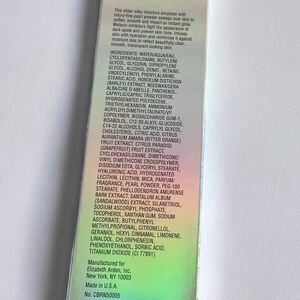 This sheer silky moisture emulsion with
micro-fine pearl powder sweeps over skin to
soften, smooth and impart an instant glow.
Melanin inhibitors light the appearance of
dark spots and uneven skin tone. Infuses
skin with hydration and reinforces it against
moisture loss to reflect beautifully clear,
smooth, translucent looking skin.
INGREDIENTS: WATER/AQUA/EAU,
CYCLOPENTASILOXANE, BUTYLENE
GLYCOL, GLYCERIN, DIPROPYLENE
GLYCOL, ALCOHOL DENAT., BETAINE,
UNDECYLENOYL PHENYLALANINE,
STEARETH-20, HORDEUM DISTICHON
(BARLEY) EXTRACT, BEESWAX/CERA
ALBA/CIRE D'ABEILLE, PANTHENOL,
CAPRYLIC/CAPRIC TRIGLYCERIDE,
HYDROGENATED POLYDECENE,
TRIETHYLHEXANOIN, AMMONIUM
ACRYLOYLDIMETHYLTAURATE/VP
COPOLYMER, BIOSACCHARIDE GUM-1,
BISABOLOL, C12-20 ALKYL GLUCOSIDE,
C14-22 ALCOHOLS, CAPRYLYL GLYCOL,
CHOLESTEROL, CITRIC ACID, CITRUS
AURANTIUM AMARA (BITTER ORANGE)
FRUIT EXTRACT, CITRUS PARADISI
(GRAPEFRUIT) FRUIT EXTRACT,
CYCLOHEXASILOXANE, DIMETHICONE/
VINYL DIMETHICONE CROSSPOLYMER,
DISODIUM EDTA, GLYCERYL STEARATE,
HYALURONIC ACID, HYDROGENATED
LECITHIN, LECITHIN, MICA, PARFUM/
FRAGRANCE, PEARL POWDER, PEG-100
STEARATE, PHELLODENDRON AMURENSE
BARK EXTRACT, SANTALUM ALBUM
(SANDALWOOD) EXTRACT, SILANETRIOL,
SODIUM ASCORBYL PHOSPHATE,
TOCOPHEROL, XANTHAN GUM, SODIUM
ASCORBATE, BUTYLPHENYL
METHYLPROPIONAL, CITRONELLOL,
GERANIOL, HEXYL CINNAMAL, LIMONENE,
LINALOOL, CHLORPHENESIN,
PHENOXYETHANOL, SORBIC ACID,
TITANIUM DIOXIDE (CI 77891).
Manufactured for
Elizabeth Arden, Inc.
New York, NY 10003
Made in U.S.A.
No. CBRN50005